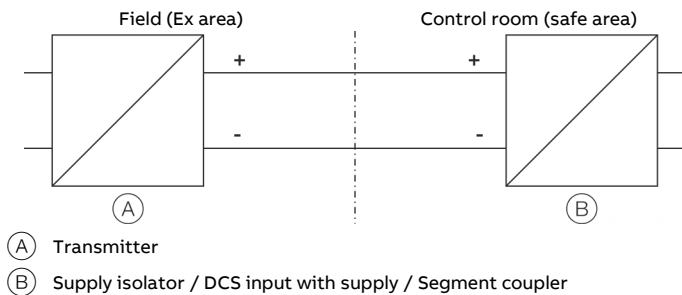 Field (Ex area) Control room (safe area)
+ +
- -
A B
A Transmitter
B Supply isolator / DCS input with supply / Segment coupler